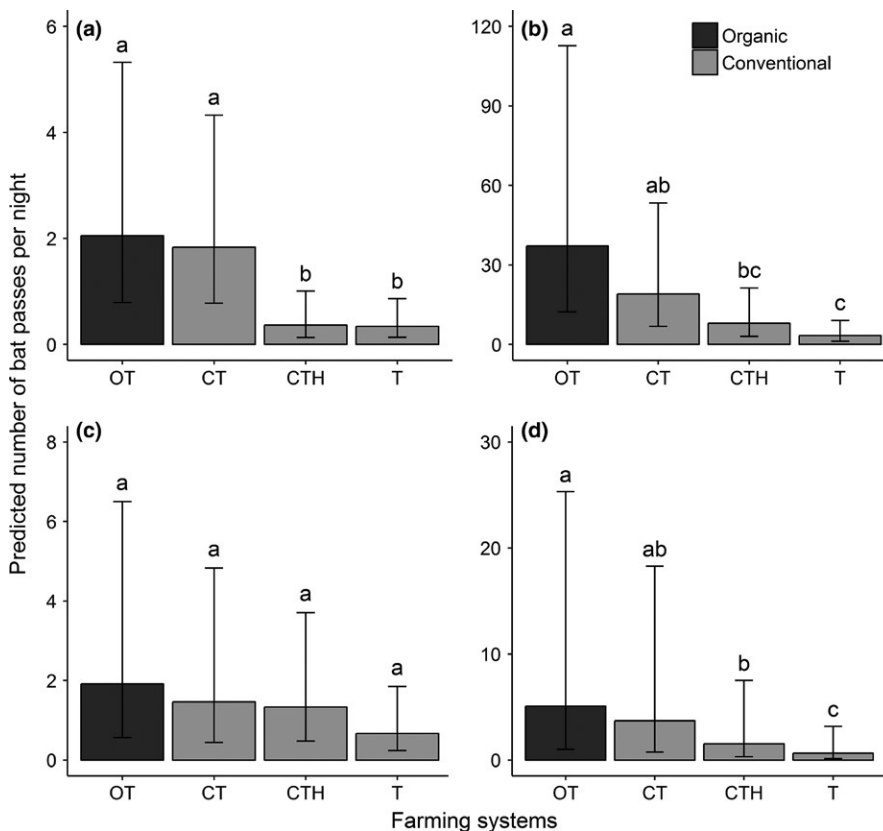 (a)
6
4
2
0
a
a
b
b
OT CT CTH T
(b)
120
90
60
30
0
a
ab
bc
c
OT CT CTH T
Organic
Conventional
Predicted number of bat passes per night
(c)
8
6
4
2
0
a
a
a
a
OT CT CTH T
(d)
30
20
10
0
a
ab
b
c
OT CT CTH T
Farming systems